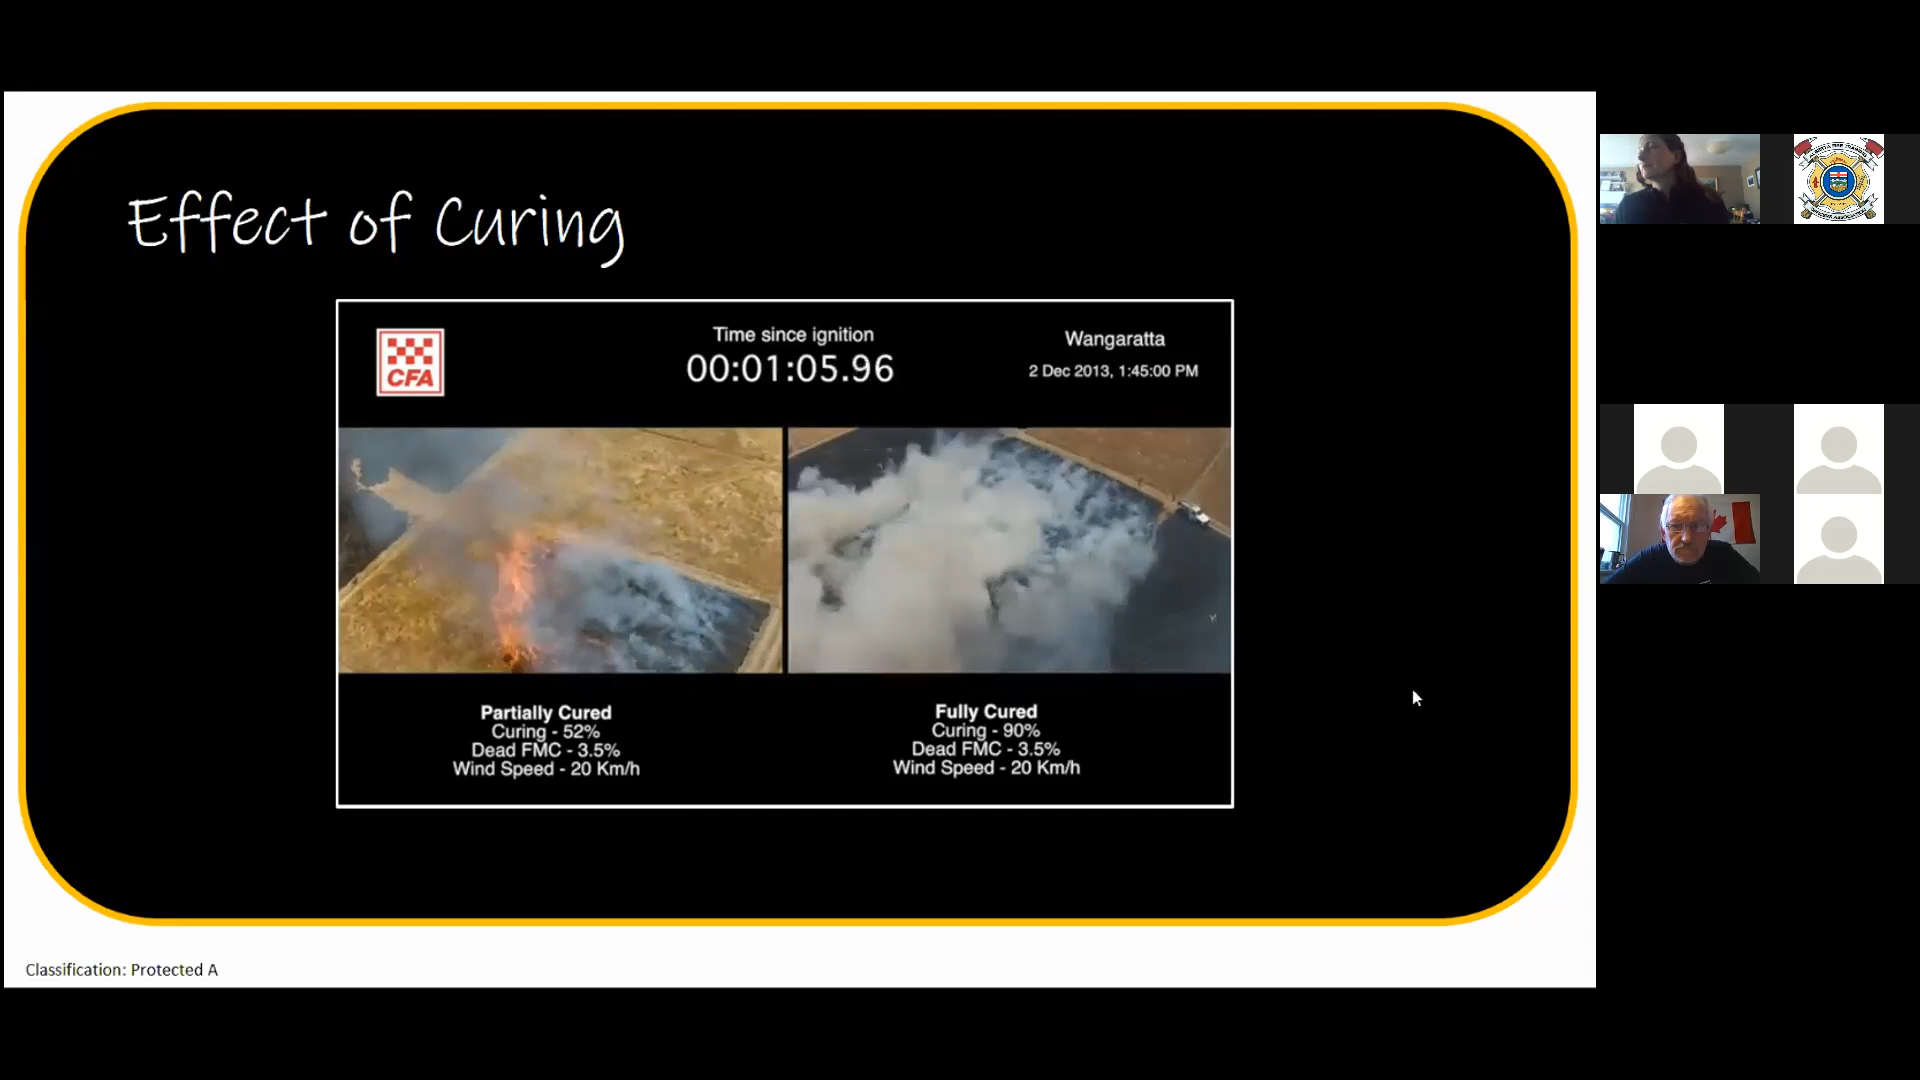 Effect of Curing
CFA
Time since ignition
00:01:05.96
Wangaratta
2 Dec 2013, 1:45:00 PM
Partially Cured
Curing - 52%
Dead FMC - 3.5%
Wind Speed - 20 Km/h
Fully Cured
Curing - 90%
Dead FMC - 3.5%
Wind Speed - 20 Km/h
Classification: Protected A